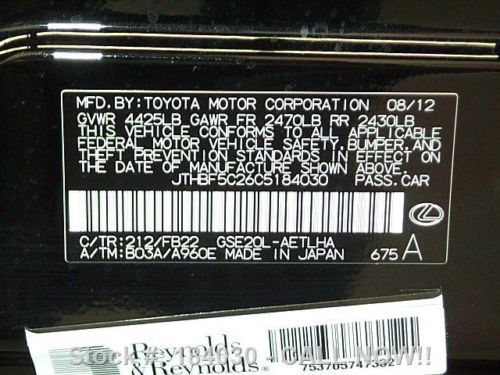 MFD.BY:TOYOTA MOTOR CORPORATION 08/12
GVWR 4425LB GAWR FR 2470LB RR 2430LB
THIS VEHICLE CONFORMS TO ALL APPLICABLE
FEDERAL MOTOR VEHICLE SAFETY,BUMPER,AND
THEFT PREVENTION STANDARDS IN EFFECT ON
THE DATE OF MANUFACTURE SHOWN ABOVE.
JTHBF5C26C5184030 PASS.CAR
C/TR:212/FB22 GSE20L-AETLHA
A/TM:B03A/A960E MADE IN JAPAN 675 A
Reynolds
& Reynolds
Stock #: 184030 - CALL NOW!!
753705747352